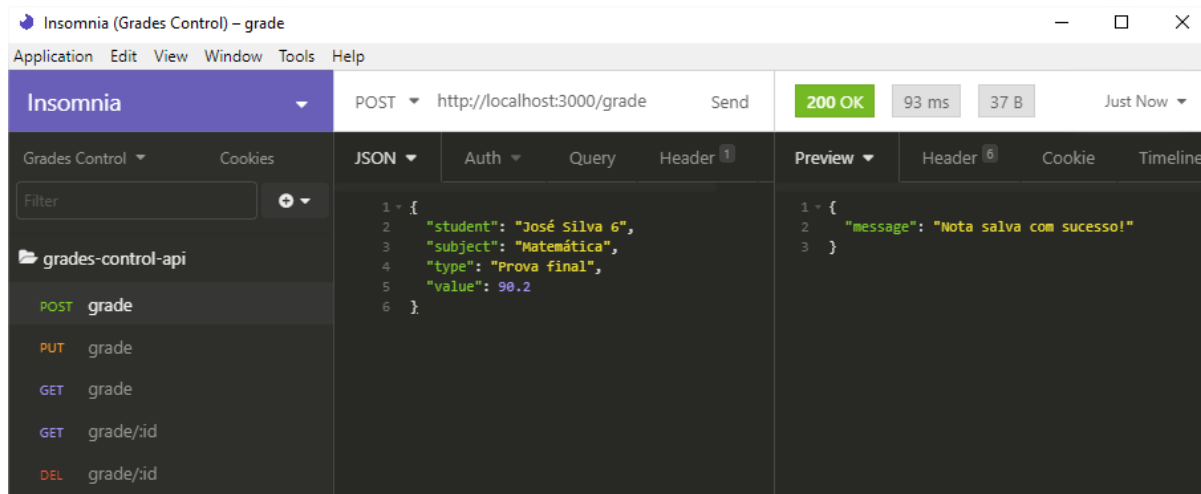 Insomnia (Grades Control) – grade
Application Edit View Window Tools Help
Insomnia
POST http://localhost:3000/grade Send
200 OK 93 ms 37 B Just Now
Grades Control Cookies
JSON Auth Query Header 1
Preview Header 6 Cookie Timeline
Filter
1 {
2 "student": "José Silva 6",
3 "subject": "Matemática",
4 "type": "Prova final",
5 "value": 90.2
6 }
1 {
2 "message": "Nota salva com sucesso!"
3 }
grades-control-api
POST grade
PUT grade
GET grade
GET grade/:id
DEL grade/:id